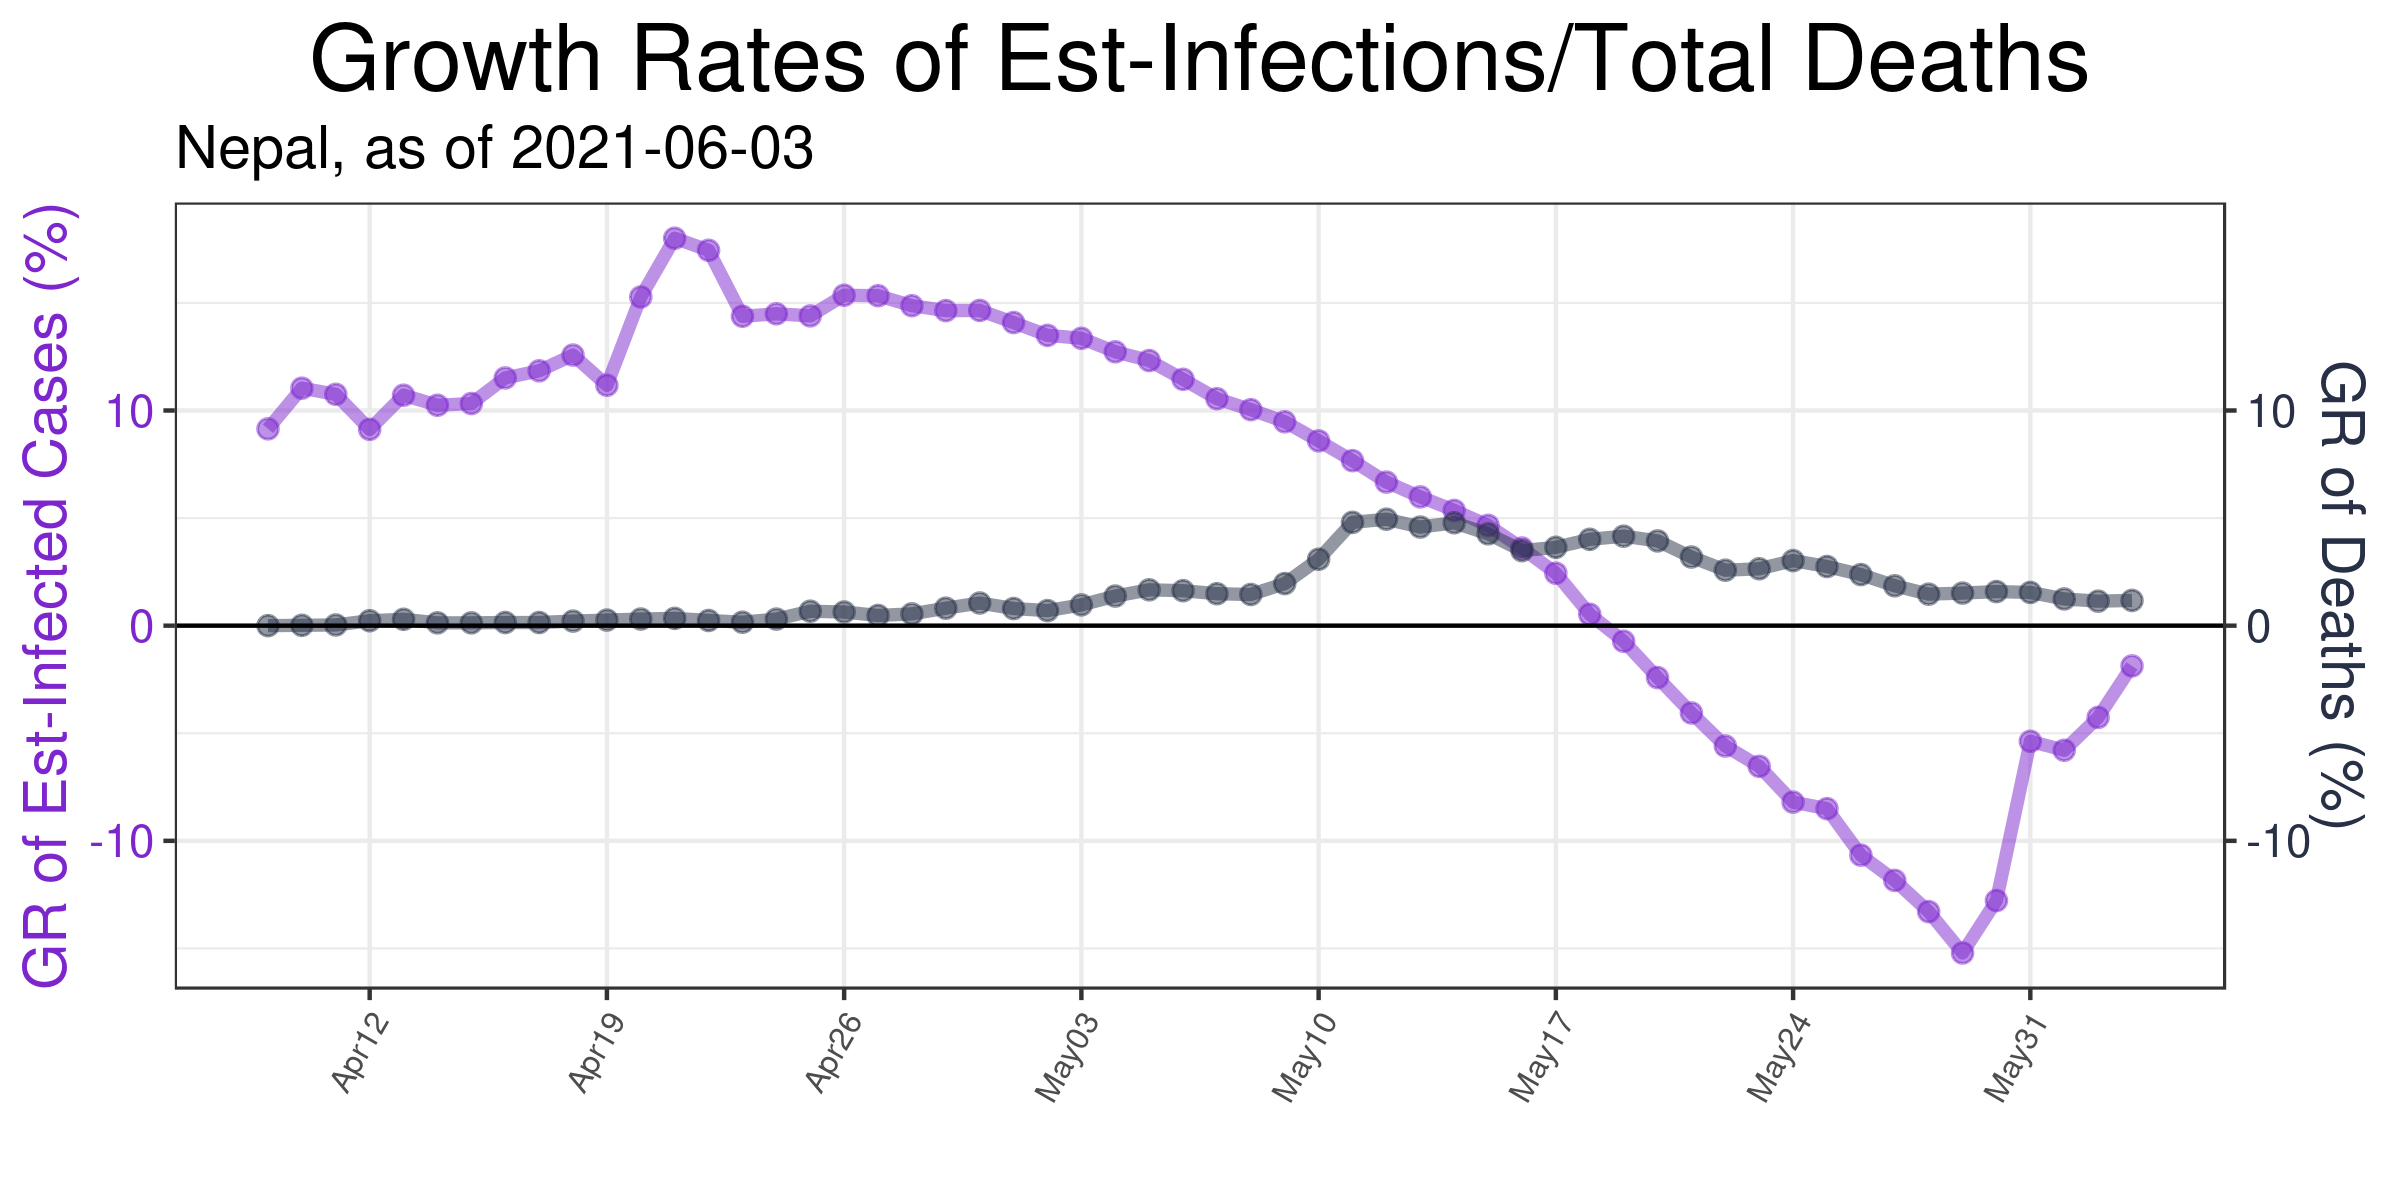 Growth Rates of Est-Infections/Total Deaths
Nepal, as of 2021-06-03
GR of Est-Infected Cases (%)
10
0
-10
10
0
-10
GR of Deaths (%)
Apr12
Apr19
Apr26
May03
May10
May17
May24
May31